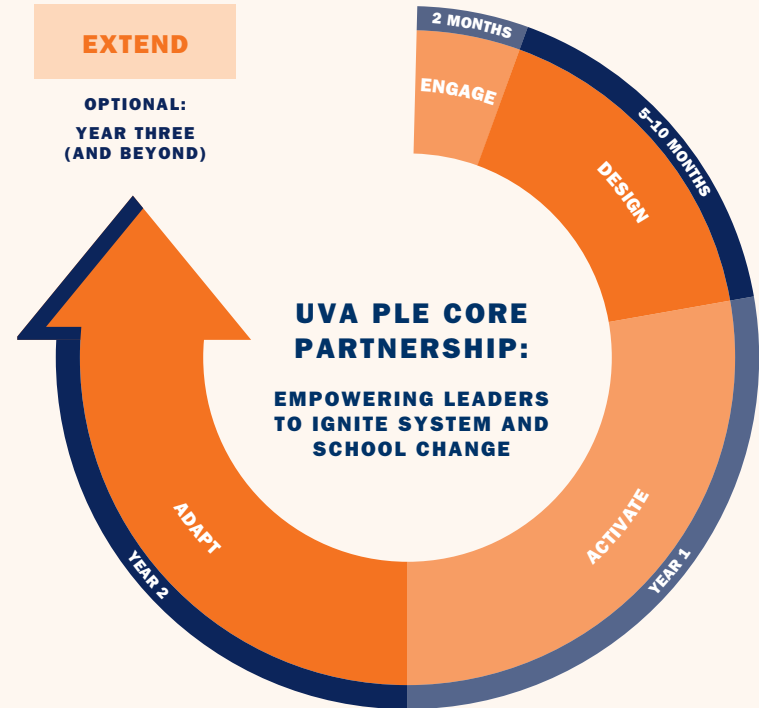 EXTEND
OPTIONAL:
YEAR THREE
(AND BEYOND)
2 MONTHS
ENGAGE
5–10 MONTHS
DESIGN
UVA PLE CORE
PARTNERSHIP:
EMPOWERING LEADERS
TO IGNITE SYSTEM AND
SCHOOL CHANGE
ACTIVATE
YEAR 1
ADAPT
YEAR 2